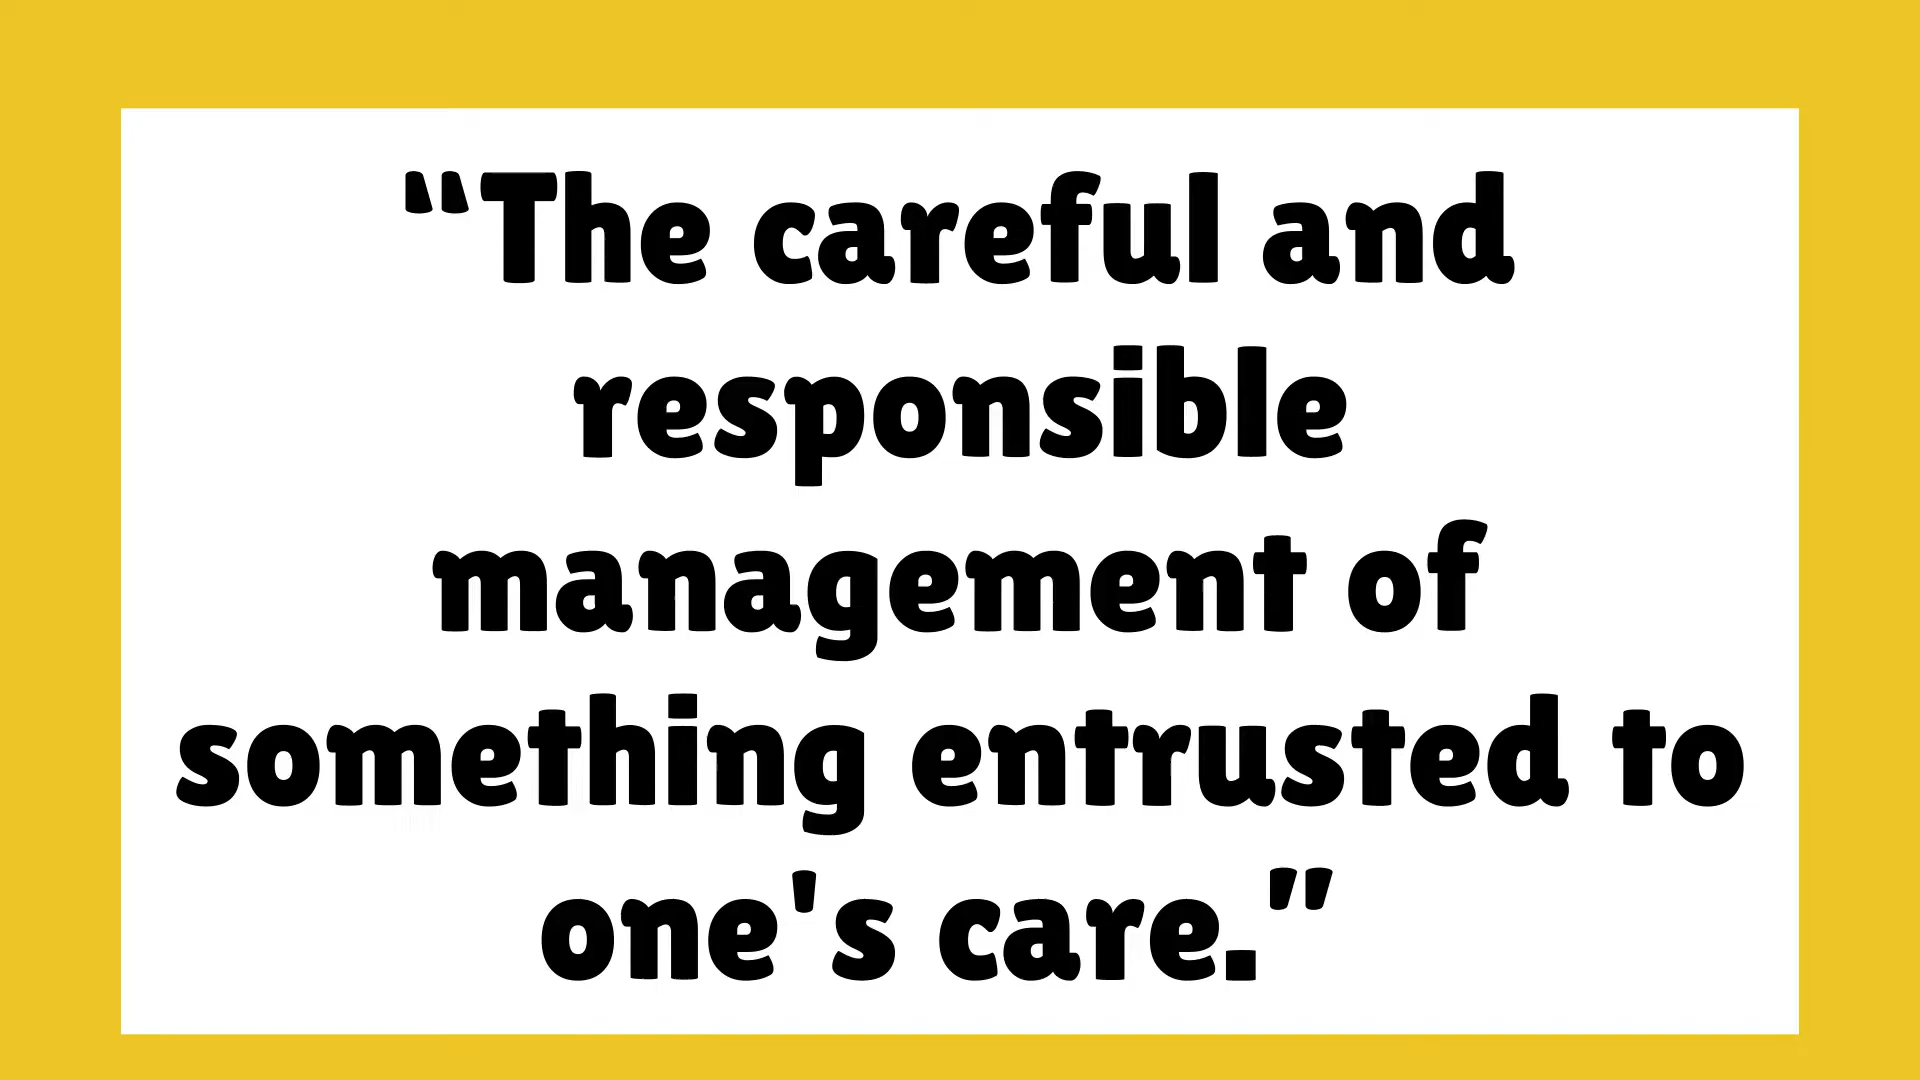 “The careful and
responsible
management of
something entrusted to
one's care.”